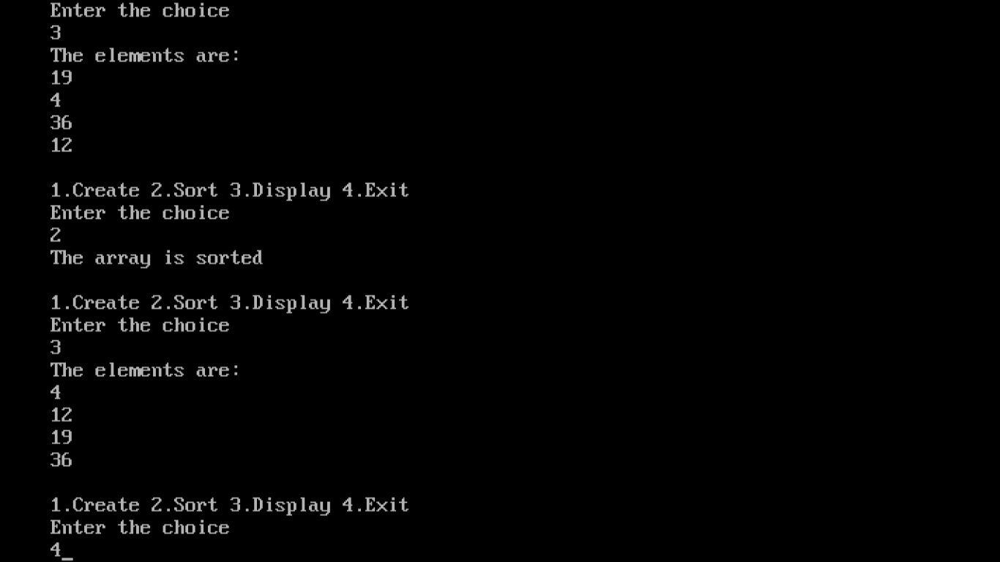 Enter the choice
3
The elements are:
19
4
36
12
1.Create 2.Sort 3.Display 4.Exit
Enter the choice
2
The array is sorted
1.Create 2.Sort 3.Display 4.Exit
Enter the choice
3
The elements are:
4
12
19
36
1.Create 2.Sort 3.Display 4.Exit
Enter the choice
4_